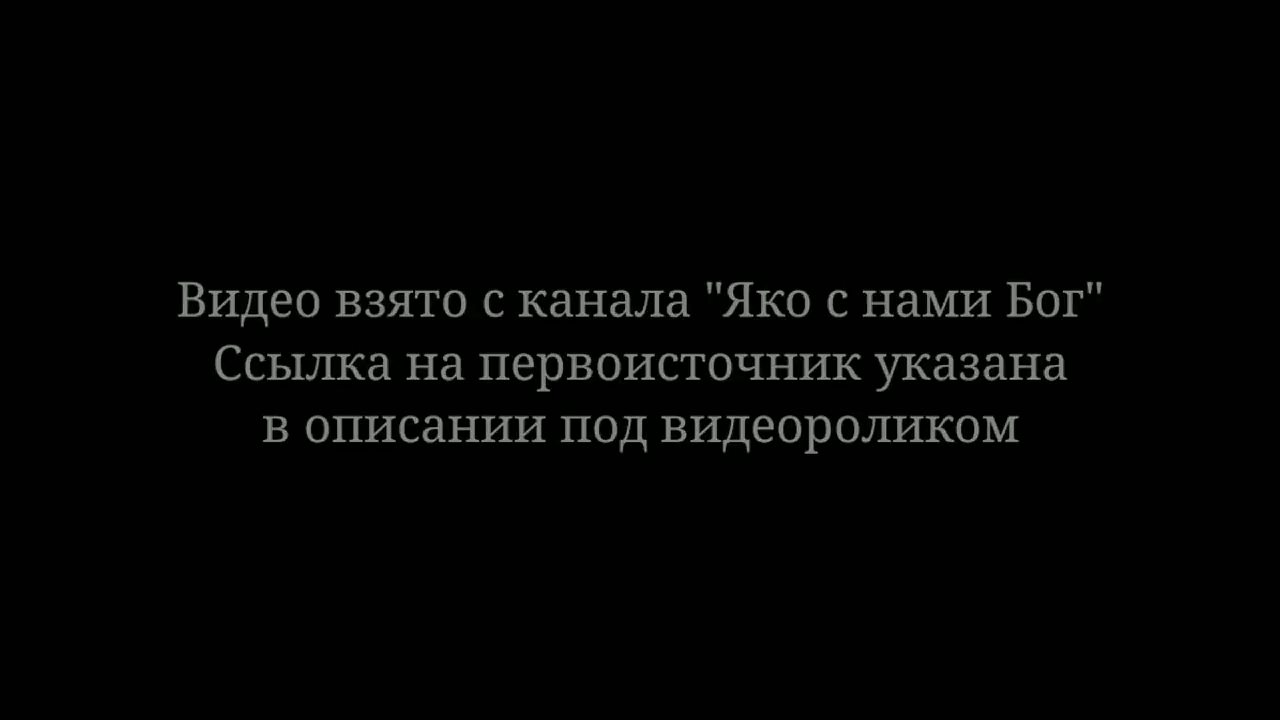 Видео взято с канала "Яко с нами Бог"
Ссылка на первоисточник указана
в описании под видеороликом